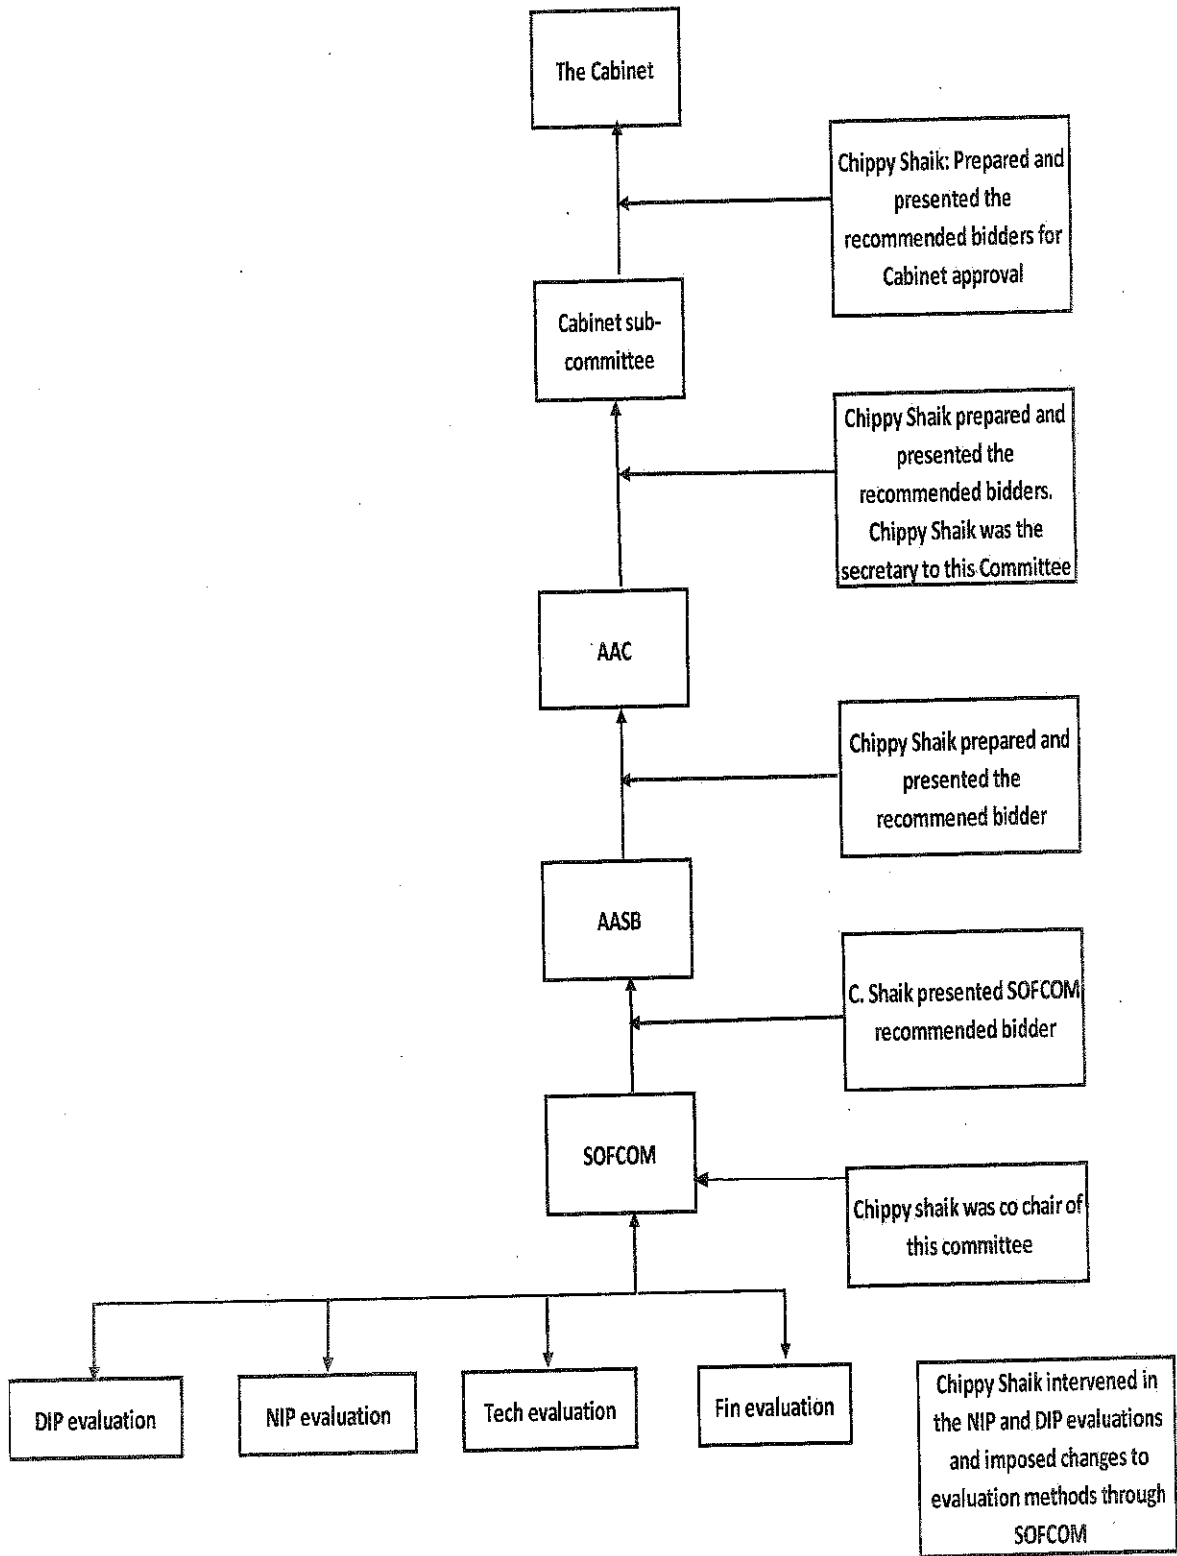 The Cabinet
Chippy Shaik: Prepared and
presented the
recommended bidders for
Cabinet approval
Cabinet sub-
committee
Chippy Shaik prepared and
presented the
recommended bidders.
Chippy Shaik was the
secretary to this Committee
AAC
Chippy Shaik prepared and
presented the
recommened bidder
AASB
C. Shaik presented SOFCOM
recommended bidder
SOFCOM
Chippy shaik was co chair of
this committee
DIP evaluation
NIP evaluation
Tech evaluation
Fin evaluation
Chippy Shaik intervened in
the NIP and DIP evaluations
and imposed changes to
evaluation methods through
SOFCOM